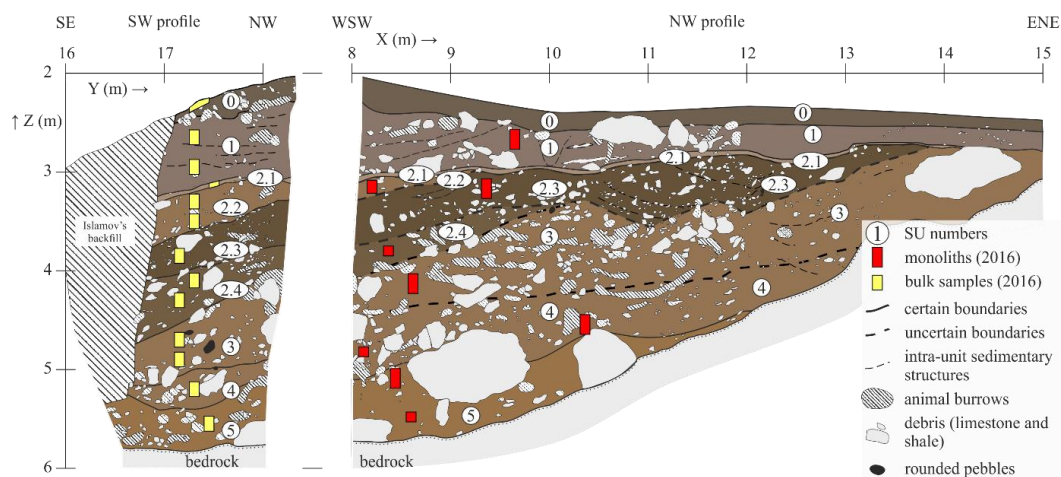 SE SW profile NW WSW NW profile ENE
X (m) →
16 17 8 9 10 11 12 13 14 15
2
Y (m) →
0
0
0
↑ Z (m)
1
1
1
3
2.1
2.1
2.1
2.1
2.2
2.2
2.3
2.3
Islamov's
backfill
2.3
2.4
3
3
4
2.4
4
4
3
5
4
5
5
6
bedrock
bedrock
1 SU numbers
monoliths (2016)
bulk samples (2016)
certain boundaries
uncertain boundaries
intra-unit sedimentary
structures
animal burrows
debris (limestone and
shale)
rounded pebbles